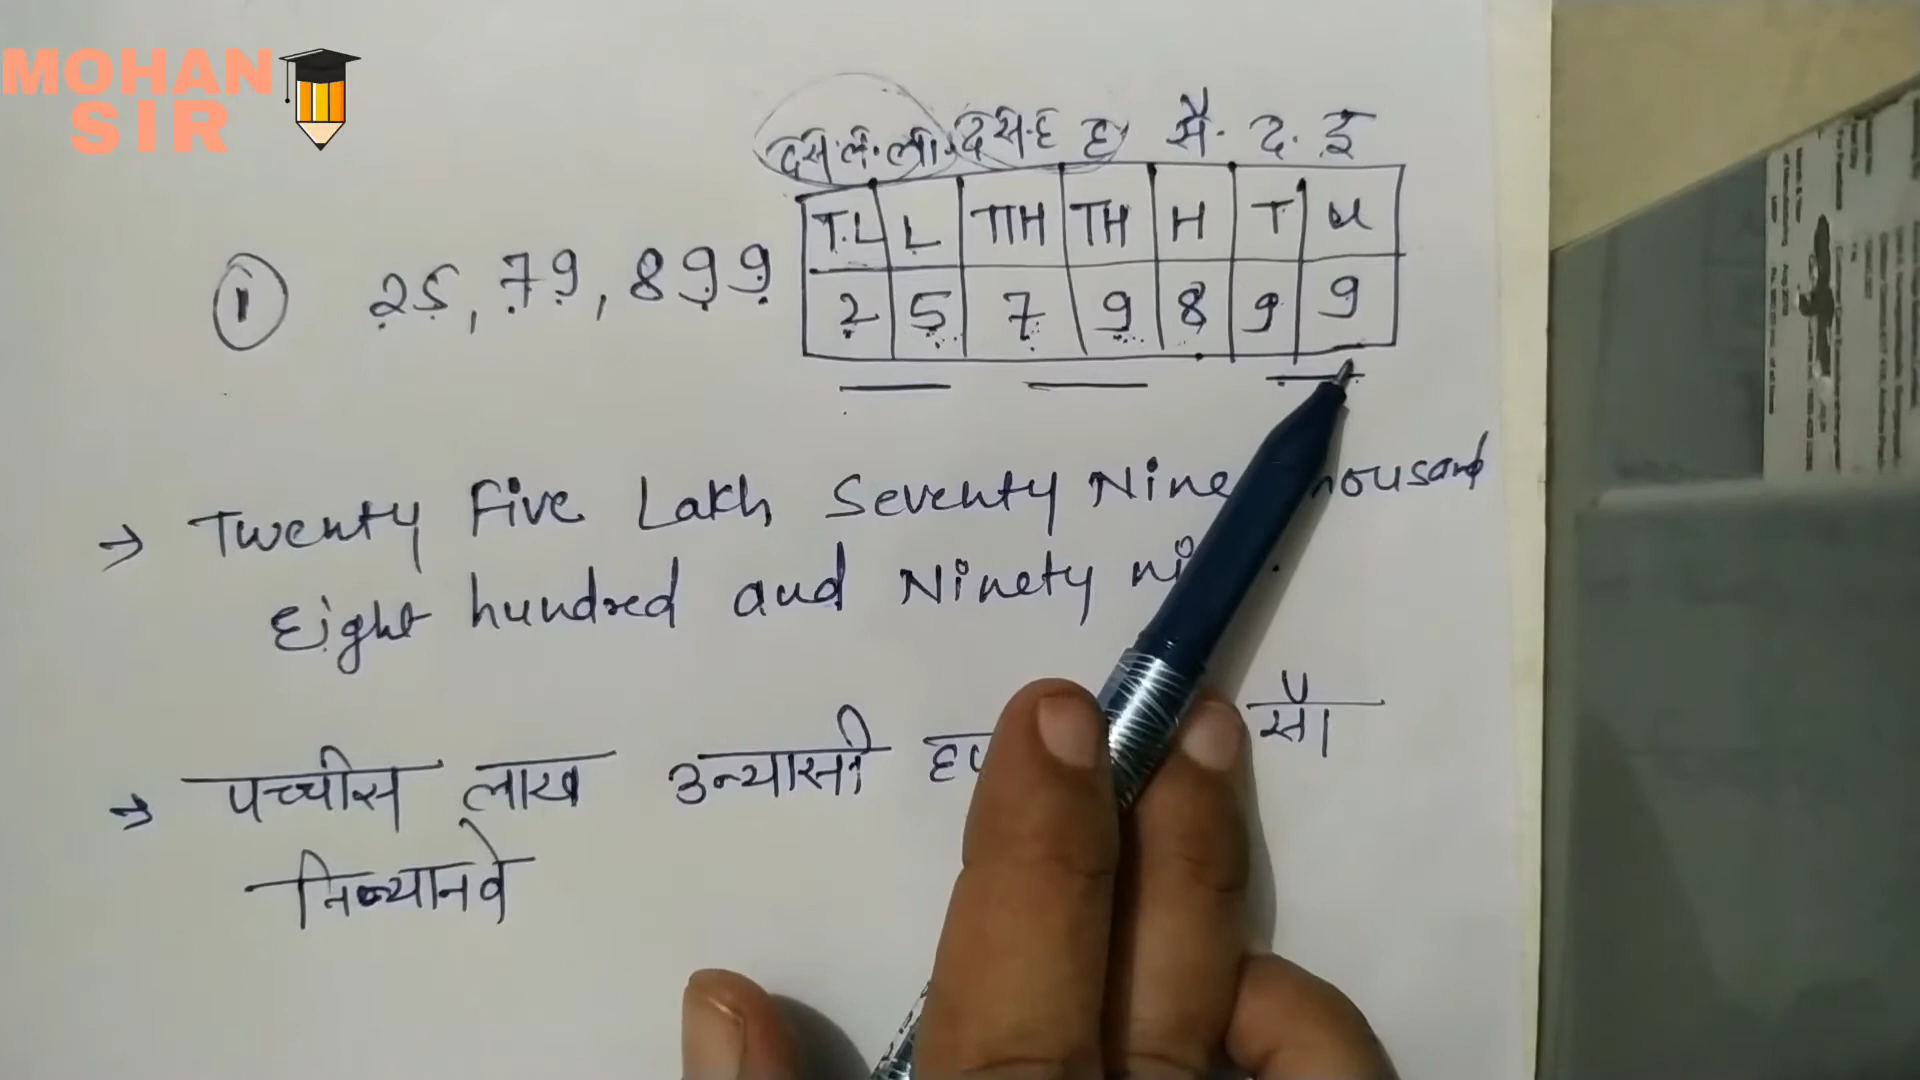 MOHAN
SIR
दस.ल. ला. दस.ह ह सै. द. इ
T.L L TTH TH H T U
① 25,79,899
2 5 7 9 8 9 9
→ Twenty Five Lakh Seventy Nine
Eight hundred and Ninety
→ पच्चीस लाख उन्यासी
निन्यानवे